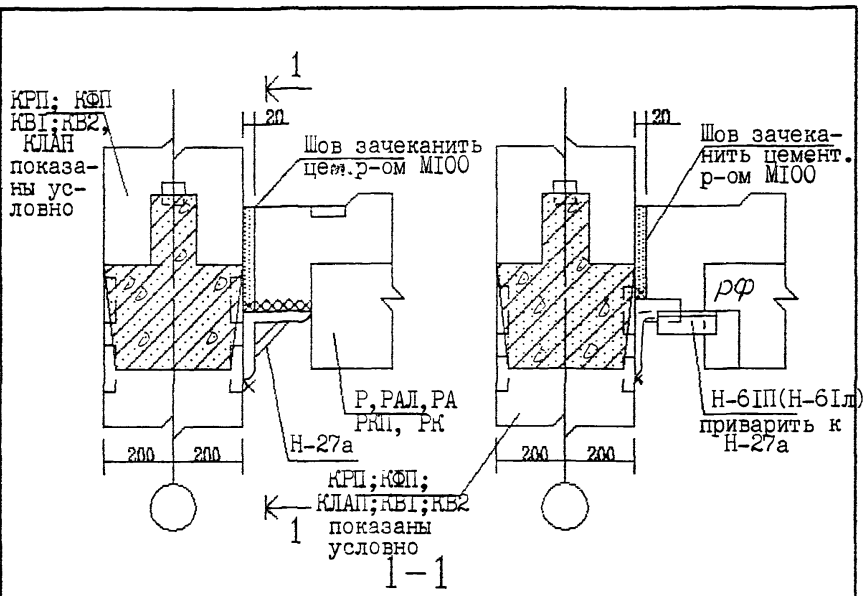 1
КРП; КФП
КВ1;КВ2,
КЛАП
показа-
ны ус-
ловно
20
Шов зачеканить
цем.р-ом М100
20
Шов зачека-
нить цемент.
р-ом М100
рф
Р,РАЛ,РА
РКП, РК
Н-27а
Н-61П(Н-61л)
приварить к
Н-27а
200 200
200 200
КРП;КФП;
КЛАП;КВ1;КВ2
показаны
условно
1
1-1